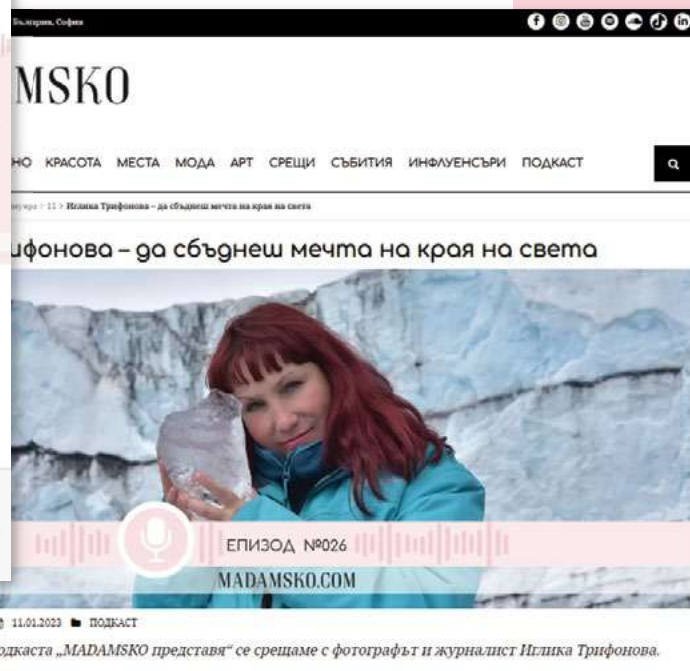 България, София
MSKO
НО КРАСОТА МЕСТА МОДА АРТ СРЕЩИ СЪБИТИЯ ИНФЛУЕНСЪРИ ПОДКАСТ
11 > Иглика Трифонова – да сбъднеш мечта на края на света
ифонова – да сбъднеш мечта на края на света
ЕПИЗОД №026
MADAMSKO.COM
11.01.2023 ПОДКАСТ
одкаста „MADAMSKO представя“ се срещаме с фотографът и журналист Иглика Трифонова.